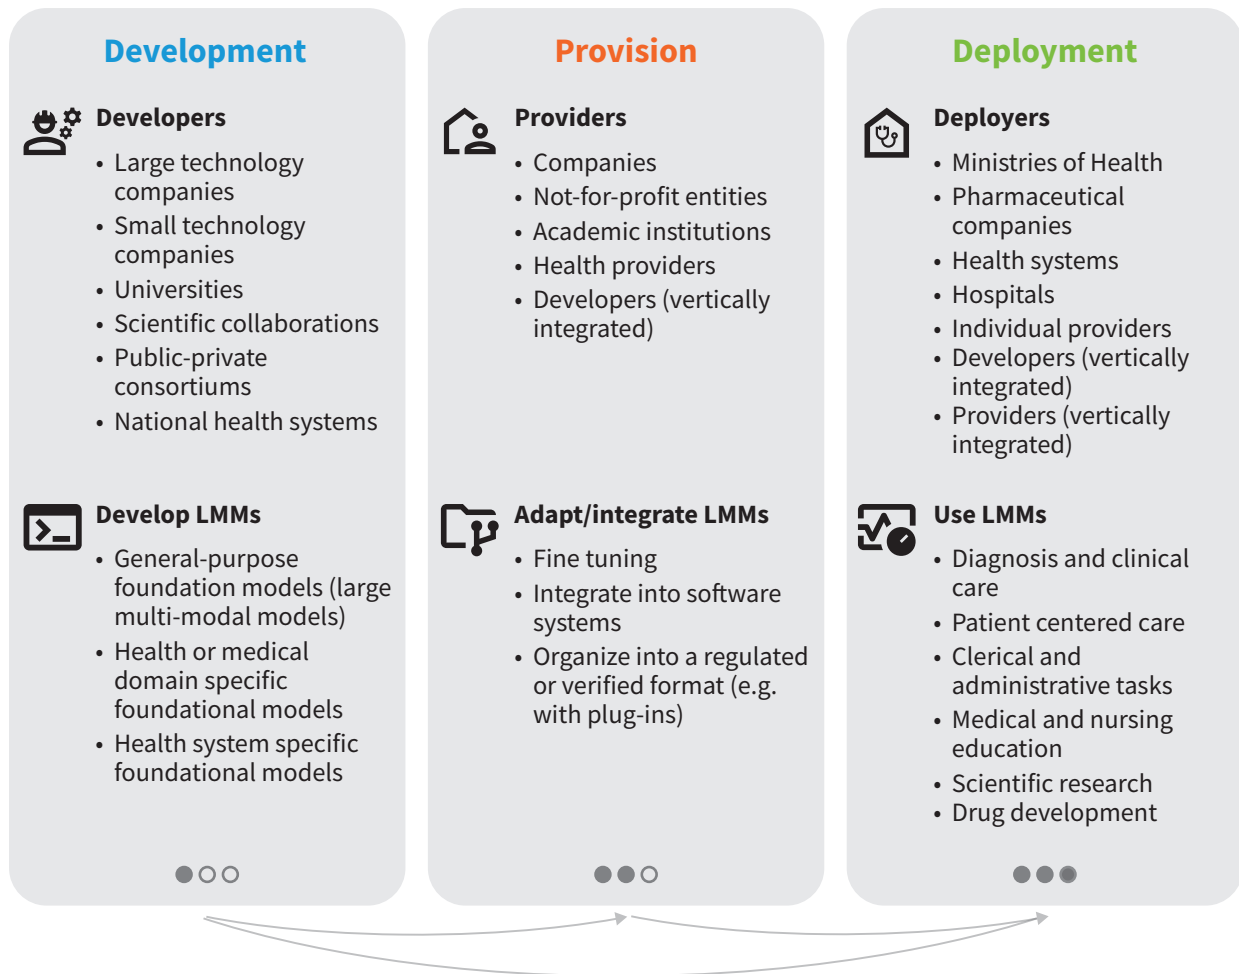 Development
Developers
• Large technology
companies
• Small technology
companies
• Universities
• Scientific collaborations
• Public-private
consortiums
• National health systems
Develop LMMs
• General-purpose
foundation models (large
multi-modal models)
• Health or medical
domain specific
foundational models
• Health system specific
foundational models
Provision
Providers
• Companies
• Not-for-profit entities
• Academic institutions
• Health providers
• Developers (vertically
integrated)
Adapt/integrate LMMs
• Fine tuning
• Integrate into software
systems
• Organize into a regulated
or verified format (e.g.
with plug-ins)
Deployment
Deployers
• Ministries of Health
• Pharmaceutical
companies
• Health systems
• Hospitals
• Individual providers
• Developers (vertically
integrated)
• Providers (vertically
integrated)
Use LMMs
• Diagnosis and clinical
care
• Patient centered care
• Clerical and
administrative tasks
• Medical and nursing
education
• Scientific research
• Drug development